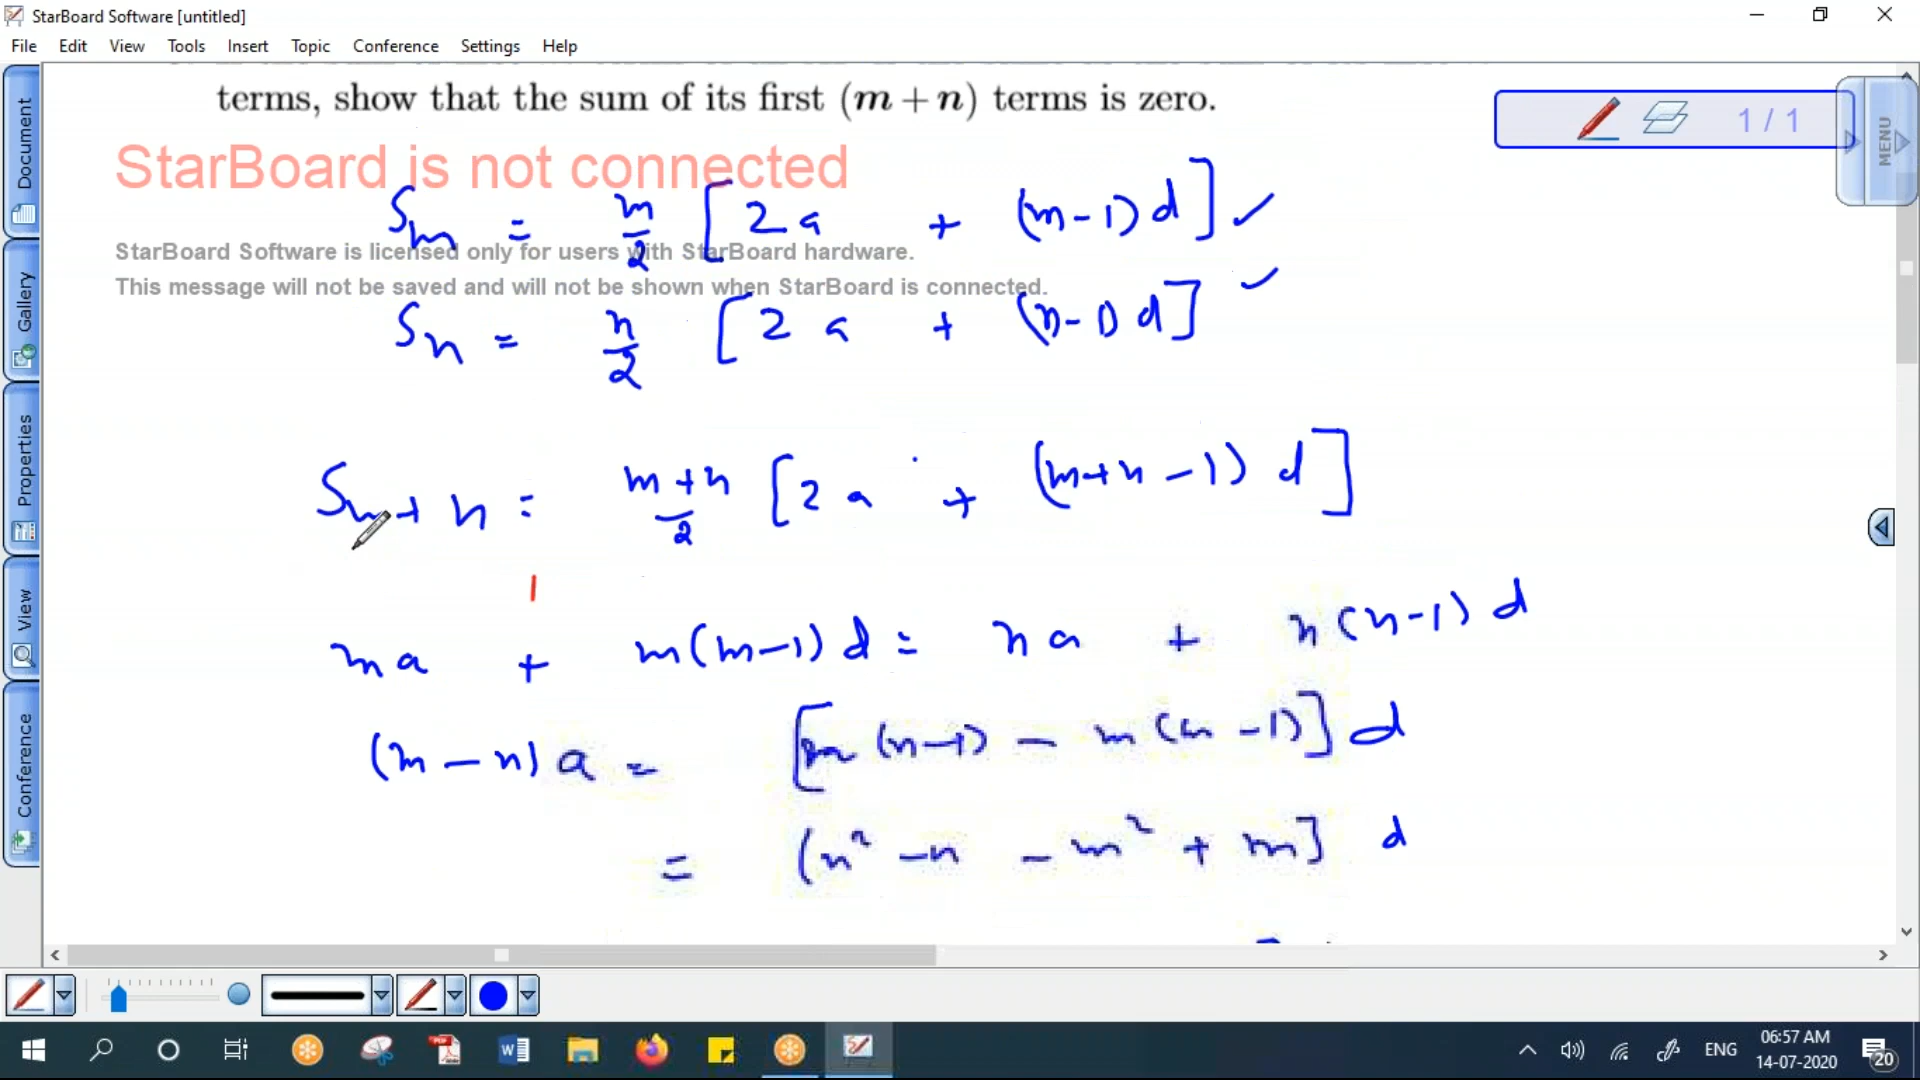 StarBoard Software [untitled]
File Edit View Tools Insert Topic Conference Settings Help
terms, show that the sum of its first (m + n) terms is zero.
1 / 1
MENU
StarBoard is not connected
StarBoard Software is licensed only for users with StarBoard hardware.
This message will not be saved and will not be shown when StarBoard is connected.
Sm = m/2 [2a + (m-1)d] ✓
Sn = n/2 [2a + (n-1)d] ✓
Sm+n = m+n/2 [2a + (m+n-1)d]
ma + m(m-1)d = na + n(n-1)d
(m-n)a = [n(n-1) - m(m-1)]d
= (n² -n - m² + m] d
Document
Gallery
Properties
View
Conference
W
ENG
06:57 AM
14-07-2020
20